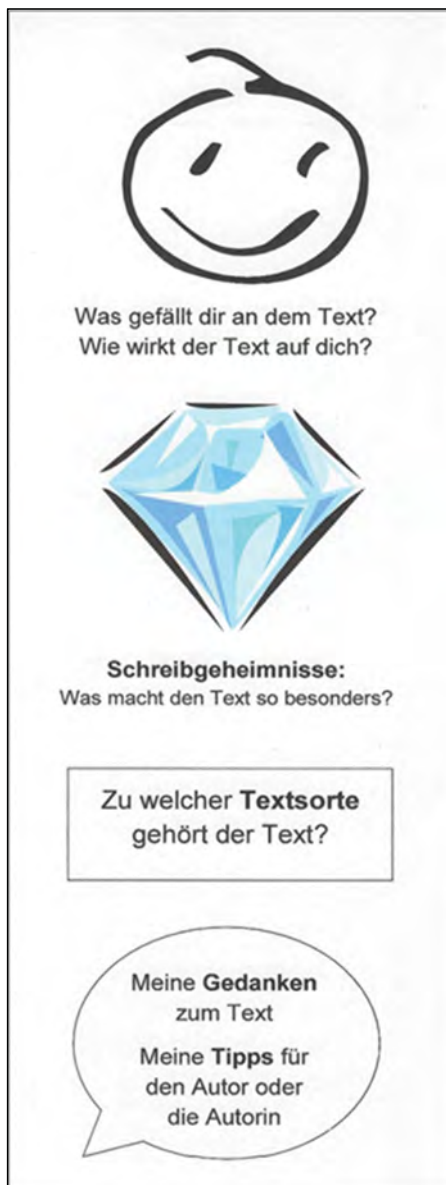 Was gefällt dir an dem Text?
Wie wirkt der Text auf dich?
Schreibgeheimnisse:
Was macht den Text so besonders?
Zu welcher Textsorte
gehört der Text?
Meine Gedanken
zum Text
Meine Tipps für
den Autor oder
die Autorin